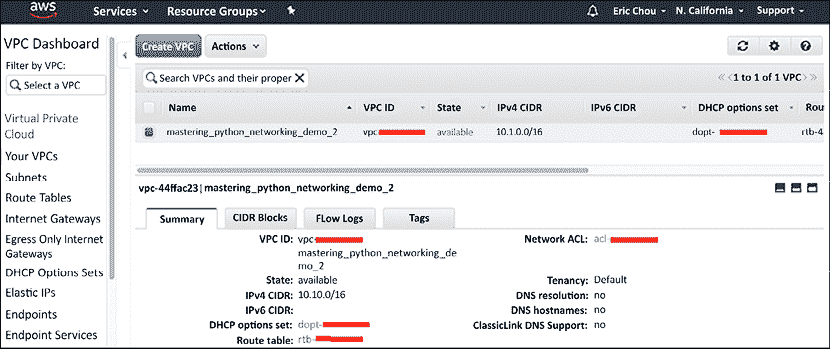 aws Services Resource Groups Eric Chou N. California Support
VPC Dashboard
Filter by VPC:
Select a VPC
Virtual Private
Cloud
Your VPCs
Subnets
Route Tables
Internet Gateways
Egress Only Internet
Gateways
DHCP Options Sets
Elastic IPs
Endpoints
Endpoint Services
Create VPC Actions
Search VPCs and their proper
1 to 1 of 1 VPC
Name VPC ID State IPv4 CIDR IPv6 CIDR DHCP options set Rou
mastering_python_networking_demo_2 vpc- available 10.1.0.0/16 dopt- rtb-4
vpc-44ffac23 | mastering_python_networking_demo_2
Summary CIDR Blocks FLow Logs Tags
VPC ID: vpc-
mastering_python_networking_de
mo_2
State: available
IPv4 CIDR: 10.10.0/16
IPv6 CIDR:
DHCP options set: dopt-
Route table: rtb-
Network ACL: acl-
Tenancy: Default
DNS resolution: no
DNS hostnames: no
ClassicLink DNS Support: no